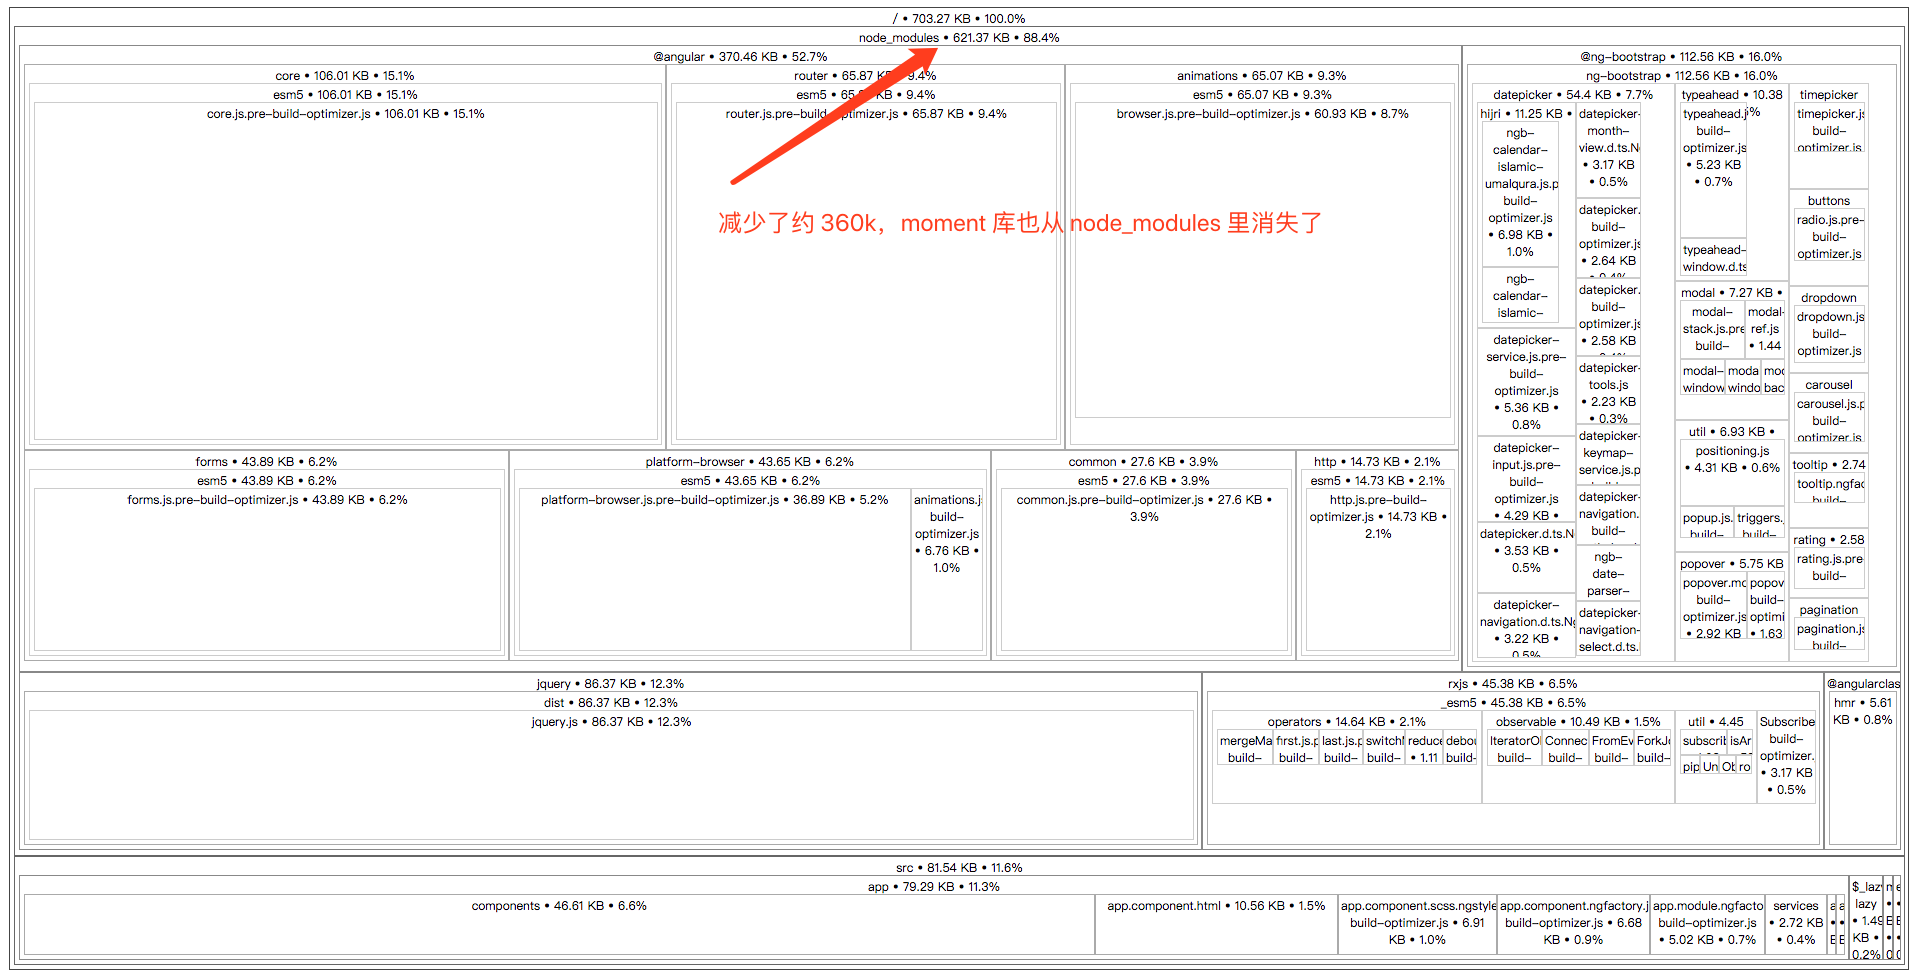 / • 703.27 KB • 100.0%
node_modules • 621.37 KB • 88.4%
@angular • 370.46 KB • 52.7%
core • 106.01 KB • 15.1%
esm5 • 106.01 KB • 15.1%
core.js.pre-build-optimizer.js • 106.01 KB • 15.1%
router • 65.87 KB • 9.4%
esm5 • 65.87 KB • 9.4%
router.js.pre-build-optimizer.js • 65.87 KB • 9.4%
animations • 65.07 KB • 9.3%
esm5 • 65.07 KB • 9.3%
browser.js.pre-build-optimizer.js • 60.93 KB • 8.7%
减少了约 360k，moment 库也从 node_modules 里消失了
forms • 43.89 KB • 6.2%
esm5 • 43.89 KB • 6.2%
forms.js.pre-build-optimizer.js • 43.89 KB • 6.2%
platform-browser • 43.65 KB • 6.2%
esm5 • 43.65 KB • 6.2%
platform-browser.js.pre-build-optimizer.js • 36.89 KB • 5.2%
animations.j
build-
optimizer.js
• 6.76 KB •
1.0%
common • 27.6 KB • 3.9%
esm5 • 27.6 KB • 3.9%
common.js.pre-build-optimizer.js • 27.6 KB •
3.9%
http • 14.73 KB • 2.1%
esm5 • 14.73 KB • 2.1%
http.js.pre-build-
optimizer.js • 14.73 KB •
2.1%
@ng-bootstrap • 112.56 KB • 16.0%
ng-bootstrap • 112.56 KB • 16.0%
datepicker • 54.4 KB • 7.7%
hijri • 11.25 KB •
ngb-
calendar-
islamic-
umalqura.js.p
build-
optimizer.js
• 6.98 KB •
1.0%
ngb-
calendar-
islamic-
datepicker-
service.js.pre-
build-
optimizer.js
• 5.36 KB •
0.8%
datepicker-
input.js.pre-
build-
optimizer.js
• 4.29 KB •
datepicker.d.ts.N
• 3.53 KB •
0.5%
datepicker-
navigation.d.ts.Ng
• 3.22 KB •
0.5%
datepicker-
month-
view.d.ts.N
• 3.17 KB
• 0.5%
datepicker.
build-
optimizer.js
• 2.64 KB
• 0.4%
datepicker.
build-
optimizer.js
• 2.58 KB
datepicker-
tools.js
• 2.23 KB
• 0.3%
datepicker-
keymap-
service.js.p
datepicker-
navigation.
build-
ngb-
date-
parser-
datepicker-
navigation-
select.d.ts.
typeahead • 10.38
%
typeahead.j
build-
optimizer.js
• 5.23 KB
• 0.7%
typeahead-
window.d.ts
modal • 7.27 KB •
modal-
stack.js.pre
build-
modal-
ref.js
• 1.44
modal-
window
moda
windo
mod
bac
util • 6.93 KB •
positioning.js
• 4.31 KB • 0.6%
popup.js.
build-
triggers.
build-
popover • 5.75 KB
popover.mo
build-
optimizer.js
• 2.92 KB
popov
build-
optimi
• 1.63
timepicker
timepicker.js
build-
optimizer.js
buttons
radio.js.pre-
build-
optimizer.js
dropdown
dropdown.js
build-
optimizer.js
carousel
carousel.js.p
build-
optimizer.js
tooltip • 2.74
tooltip.ngfac
build-
rating • 2.58
rating.js.pre
build-
pagination
pagination.js
build-
jquery • 86.37 KB • 12.3%
dist • 86.37 KB • 12.3%
jquery.js • 86.37 KB • 12.3%
rxjs • 45.38 KB • 6.5%
_esm5 • 45.38 KB • 6.5%
operators • 14.64 KB • 2.1%
mergeMa
build-
first.js.p
build-
last.js.p
build-
switchM
build-
reduce
• 1.11
debou
build-
observable • 10.49 KB • 1.5%
IteratorO
build-
Connec
build-
FromEv
build-
ForkJo
build-
util • 4.45
subscrib
isAr
pip
Un
Ob
ro
Subscribe
build-
optimizer.
• 3.17 KB
• 0.5%
@angularclas
hmr • 5.61
KB • 0.8%
src • 81.54 KB • 11.6%
app • 79.29 KB • 11.3%
components • 46.61 KB • 6.6%
app.component.html • 10.56 KB • 1.5%
app.component.scss.ngstyle
build-optimizer.js • 6.91
KB • 1.0%
app.component.ngfactory.j
build-optimizer.js • 6.68
KB • 0.9%
app.module.ngfacto
build-optimizer.js
• 5.02 KB • 0.7%
services
• 2.72 KB
• 0.4%
$_lazy
lazy
• 1.49
KB •
0.2%